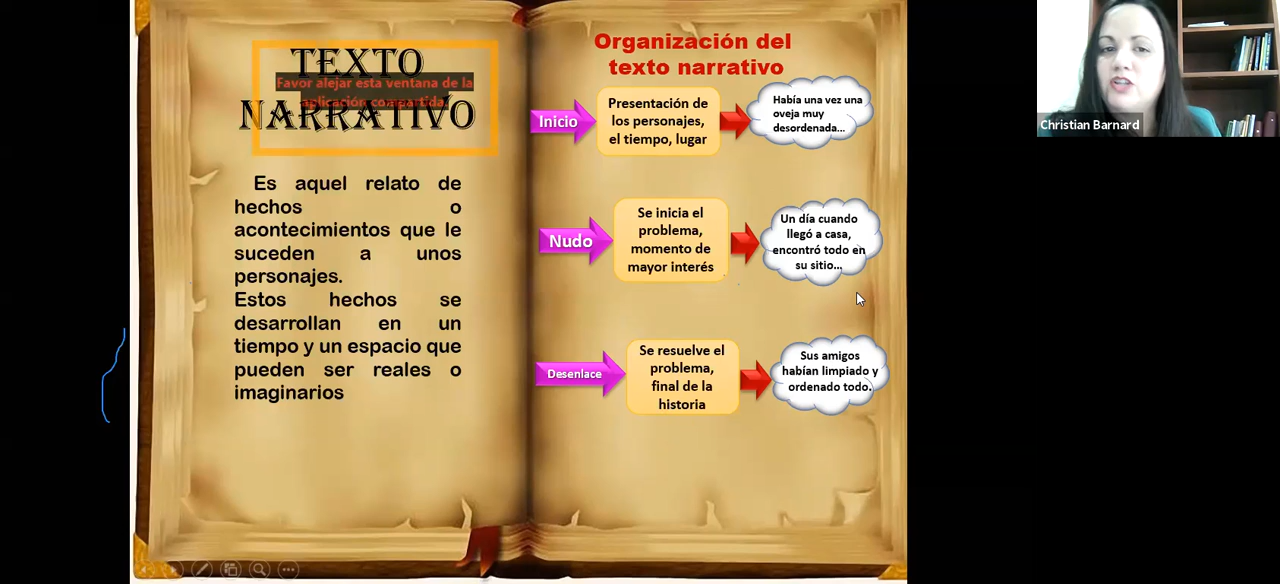 TEXTO
Favor alejar esta ventana de la
aplicación compartida.
NARRATIVO
Es aquel relato de
hechos o
acontecimientos que le
suceden a unos
personajes.
Estos hechos se
desarrollan en un
tiempo y un espacio que
pueden ser reales o
imaginarios
Organización del
texto narrativo
Inicio
Presentación de
los personajes,
el tiempo, lugar
Había una vez una
oveja muy
desordenada...
Nudo
Se inicia el
problema,
momento de
mayor interés
Un día cuando
llegó a casa,
encontró todo en
su sitio...
Desenlace
Se resuelve el
problema,
final de la
historia
Sus amigos
habían limpiado y
ordenado todo.
Christian Barnard